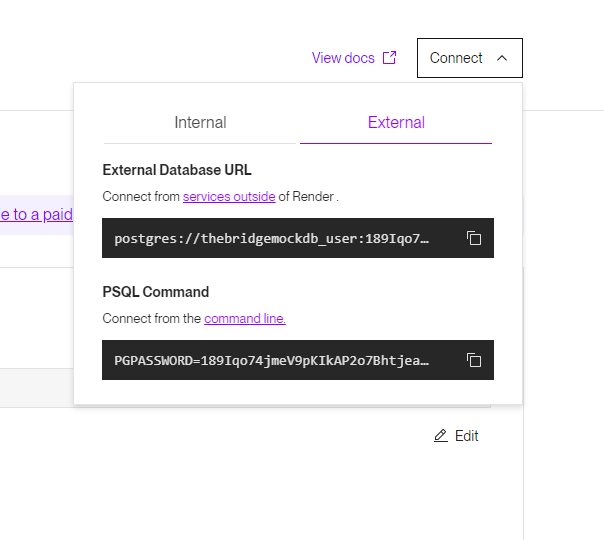 View docs
Connect
Internal
External
External Database URL
Connect from services outside of Render .
e to a paid
postgres://thebridgemockdb_user:189Iqo7…
PSQL Command
Connect from the command line.
PGPASSWORD=189Iqo74jmeV9pKIkAP2o7Bhtjea…
Edit